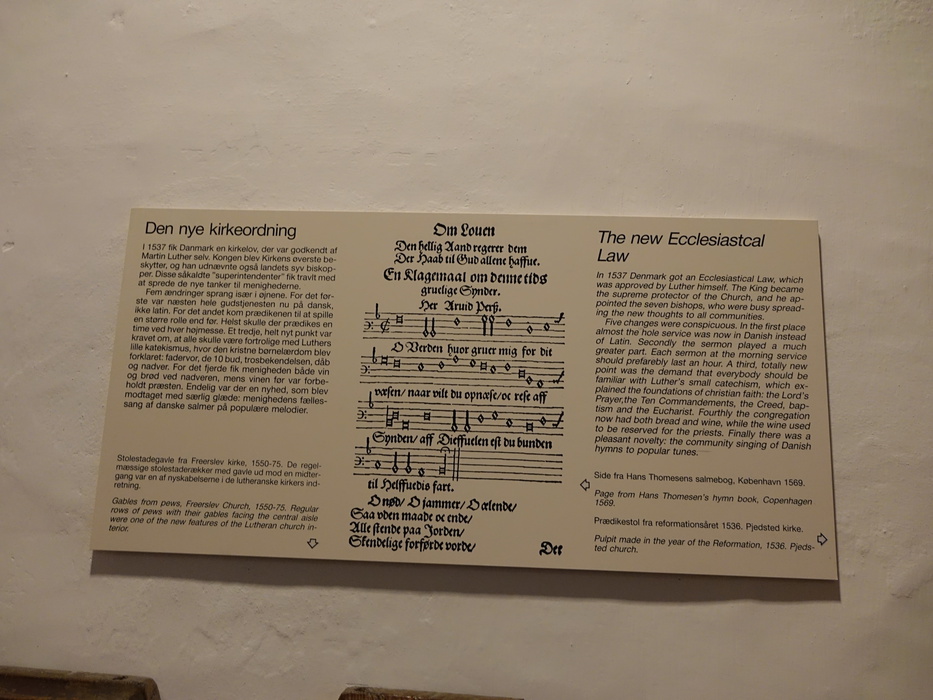 Den nye kirkeordning
I 1537 fik Danmark en kirkelov, der var godkendt af
Martin Luther selv. Kongen blev Kirkens øverste be-
skytter, og han udnævnte også landets syv biskop-
per. Disse såkaldte "superintendenter" fik travlt med
at sprede de nye tanker til menighederne.
Fem ændringer sprang især i øjnene. For det før-
ste var næsten hele gudstjenesten nu på dansk,
ikke latin. For det andet kom prædikenen til at spille
en større rolle end før. Helst skulle der prædikes en
time ved hver højmesse. Et tredje, helt nyt punkt var
kravet om, at alle skulle være fortrolige med Luthers
lille katekismus, hvor den kristne børnelærdom blev
forklaret: fadervor, de 10 bud, trosbekendelsen, dåb
og nadver. For det fjerde fik menigheden både vin
og brød ved nadveren, mens vinen før var forbe-
holdt præsten. Endelig var der en nyhed, som blev
modtaget med særlig glæde: menighedens fælles-
sang af danske salmer på populære melodier.
Stolestadegavle fra Freerslev kirke, 1550-75. De regel-
mæssige stolestaderækker med gavle ud mod en midter-
gang var en af nyskabelserne i de lutheranske kirkers ind-
retning.
Gables from pews, Freerslev Church, 1550-75. Regular
rows of pews with their gables facing the central aisle
were one of the new features of the Lutheran church in-
terior.
Om Louen
Den hellig Aand regerer dem
Der Haab til Gud allene haffue.
En Klagemaal om denne tids
gruelige Synder.
Her Aruid Perß.
O Verden huor gruer mig for dit
væsen/ naar vilt du opnæse/oc rese aff
Synden/ aff Dieffuelen est du bunden
til Helffuedis fart.
O nød/ O jammer/ O ælende/
Saa vden maade oc ende/
Alle stende paa Jorden/
Skendelige forførde vorde/
Det
The new Ecclesiastcal
Law
In 1537 Denmark got an Ecclesiastical Law, which
was approved by Luther himself. The King became
the supreme protector of the Church, and he ap-
pointed the seven bishops, who were busy spread-
ing the new thoughts to all communities.
Five changes were conspicuous. In the first place
almost the hole service was now in Danish instead
of Latin. Secondly the sermon played a much
greater part. Each sermon at the morning service
should prefarably last an hour. A third, totally new
point was the demand that everybody should be
familiar with Luther's small catechism, which ex-
plained the foundations of christian faith: the Lord's
Prayer,the Ten Commandements, the Creed, bap-
tism and the Eucharist. Fourthly the congregation
now had both bread and wine, while the wine used
to be reserved for the priests. Finally there was a
pleasant novelty: the community singing of Danish
hymns to popular tunes.
Side fra Hans Thomesens salmebog, København 1569.
Page from Hans Thomesen's hymn book, Copenhagen
1569.
Prædikestol fra reformationsåret 1536. Pjedsted kirke.
Pulpit made in the year of the Reformation, 1536. Pjeds-
ted church.